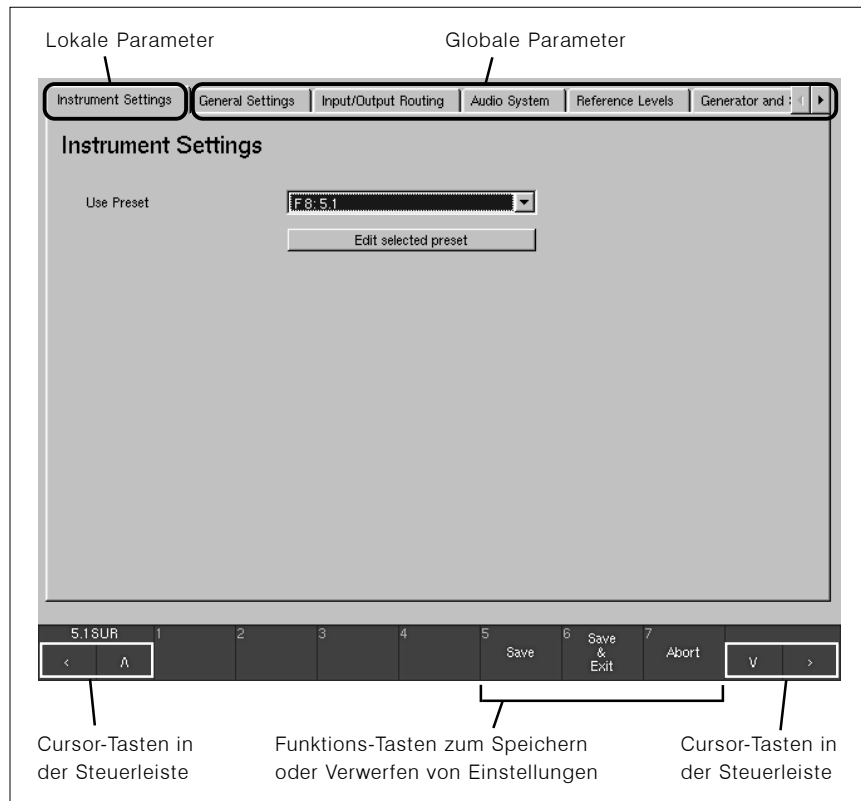 Lokale Parameter Globale Parameter
Instrument Settings General Settings Input/Output Routing Audio System Reference Levels Generator and
Instrument Settings
Use Preset F8: 5.1
Edit selected preset
5.1SUR 1 2 3 4 5 Save 6 Save & Exit 7 Abort
< Λ V >
Cursor-Tasten in
der Steuerleiste
Funktions-Tasten zum Speichern
oder Verwerfen von Einstellungen
Cursor-Tasten in
der Steuerleiste